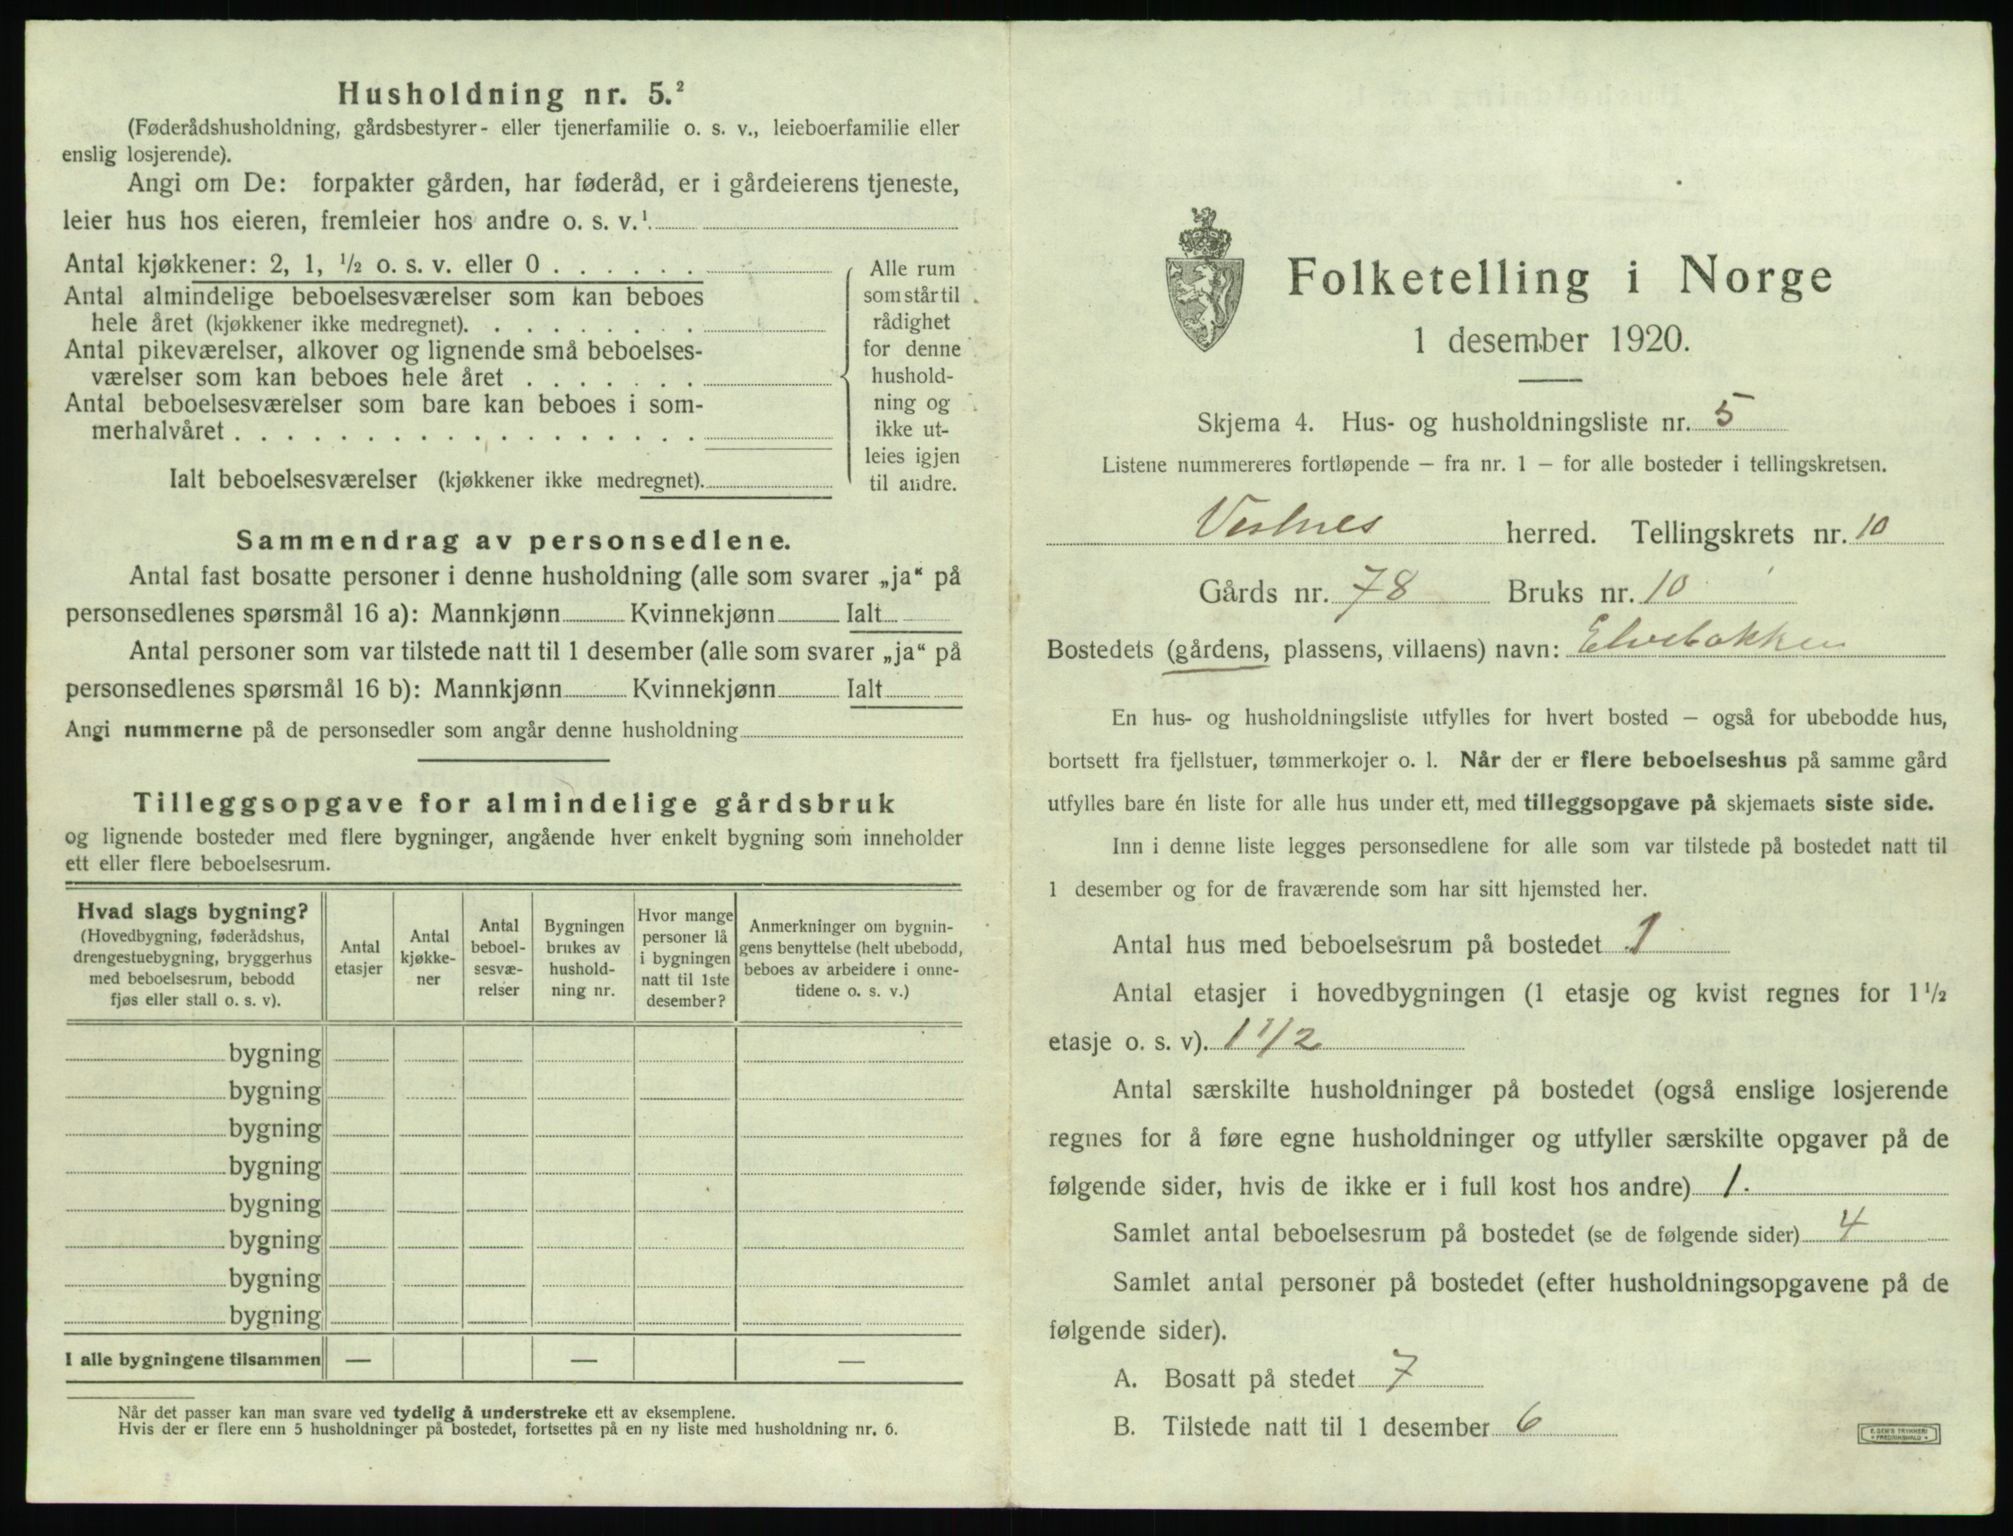 Husholdning nr. 5.²
(Føderådshusholdning, gårdsbestyrer- eller tjenerfamilie o. s. v., leieboerfamilie eller
enslig losjerende).
Angi om De: forpakter gården, har føderåd, er i gårdeierens tjeneste,
leier hus hos eieren, fremleier hos andre o. s. v.¹
Antal kjøkkener: 2, 1, ½ o. s. v. eller 0
Antal almindelige beboelsesværelser som kan beboes
hele året (kjøkkener ikke medregnet).
Antal pikeværelser, alkover og lignende små beboelses-
værelser som kan beboes hele året
Antal beboelsesværelser som bare kan beboes i som-
merhalvåret
Ialt beboelsesværelser (kjøkkener ikke medregnet).
Alle rum
som står til
rådighet
for denne
hushold-
ning og
ikke ut-
leies igjen
til andre.
Sammendrag av personsedlene.
Antal fast bosatte personer i denne husholdning (alle som svarer „ja“ på
personsedlenes spørsmål 16 a): Mannkjønn Kvinnekjønn Ialt
Antal personer som var tilstede natt til 1 desember (alle som svarer „ja“ på
personsedlenes spørsmål 16 b): Mannkjønn Kvinnekjønn Ialt
Angi nummerne på de personsedler som angår denne husholdning
Tilleggsopgave for almindelige gårdsbruk
og lignende bosteder med flere bygninger, angående hver enkelt bygning som inneholder
ett eller flere beboelsesrum.
Hvad slags bygning?
(Hovedbygning, føderådshus,
drengestuebygning, bryggerhus
med beboelsesrum, bebodd
fjøs eller stall o. s. v).
Antal
etasjer
Antal
kjøkke-
ner
Antal
beboel-
sesvæ-
relser
Bygningen
brukes av
hushold-
ning nr.
Hvor mange
personer lå
i bygningen
natt til 1ste
desember?
Anmerkninger om bygnin-
gens benyttelse (helt ubebodd,
beboes av arbeidere i onne-
tidene o. s. v.)
bygning
bygning
bygning
bygning
bygning
bygning
bygning
bygning
I alle bygningene tilsammen — — —
Når det passer kan man svare ved tydelig å understreke ett av eksemplene.
Hvis der er flere enn 5 husholdninger på bostedet, fortsettes på en ny liste med husholdning nr. 6.
Folketelling i Norge
1 desember 1920.
Skjema 4. Hus- og husholdningsliste nr. 5
Listene nummereres fortløpende – fra nr. 1 – for alle bosteder i tellingskretsen.
Vestnes herred. Tellingskrets nr. 10
Gårds nr. 78 Bruks nr. 10
Bostedets (gårdens, plassens, villaens) navn: Elvebakken
En hus- og husholdningsliste utfylles for hvert bosted – også for ubebodde hus,
bortsett fra fjellstuer, tømmerkojer o. l. Når der er flere beboelseshus på samme gård
utfylles bare én liste for alle hus under ett, med tilleggsopgave på skjemaets siste side.
Inn i denne liste legges personsedlene for alle som var tilstede på bostedet natt til
1 desember og for de fraværende som har sitt hjemsted her.
Antal hus med beboelsesrum på bostedet 1
Antal etasjer i hovedbygningen (1 etasje og kvist regnes for 1½
etasje o. s. v). 1 1/2
Antal særskilte husholdninger på bostedet (også enslige losjerende
regnes for å føre egne husholdninger og utfyller særskilte opgaver på de
følgende sider, hvis de ikke er i full kost hos andre) 1.
Samlet antal beboelsesrum på bostedet (se de følgende sider) 4
Samlet antal personer på bostedet (efter husholdningsopgavene på de
følgende sider).
A. Bosatt på stedet 7
B. Tilstede natt til 1 desember 6
E. SEM'S TRYKKERI
FREDRIKSHALD